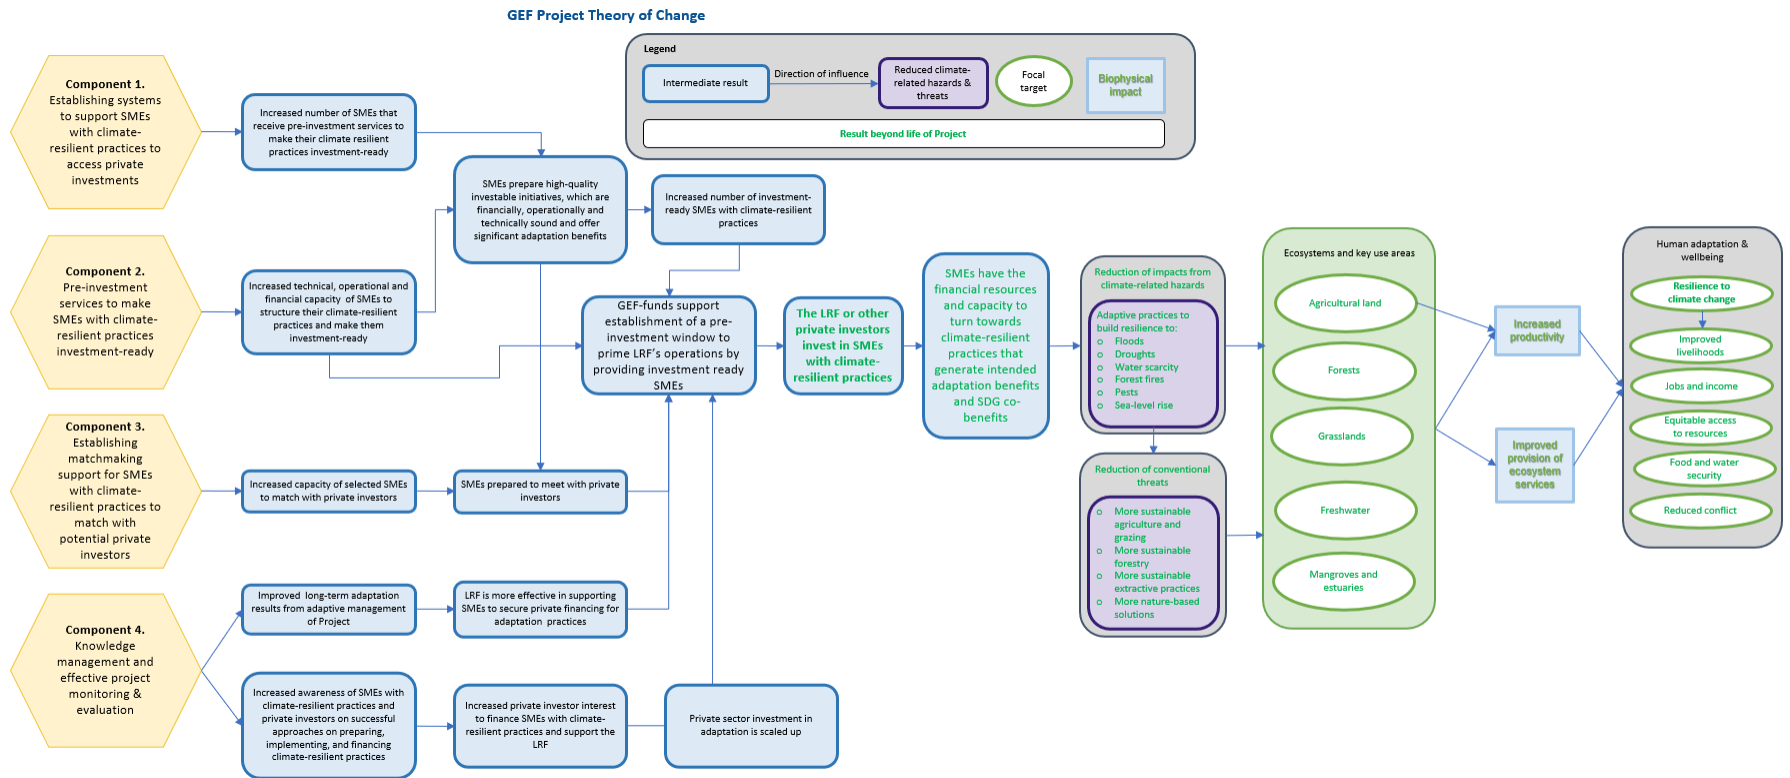 GEF Project Theory of Change
Legend
Intermediate result
Direction of influence
Reduced climate-
related hazards &
threats
Focal
target
Biophysical
impact
Result beyond life of Project
Component 1.
Establishing systems
to support SMEs
with climate-
resilient practices to
access private
investments
Increased number of SMEs that
receive pre-investment services to
make their climate resilient
practices investment-ready
SMEs prepare high-quality
investable initiatives, which are
financially, operationally and
technically sound and offer
significant adaptation benefits
Increased number of investment-
ready SMEs with climate-resilient
practices
Component 2.
Pre-investment
services to make
SMEs with climate-
resilient practices
investment-ready
Increased technical, operational and
financial capacity of SMEs to
structure their climate-resilient
practices and make them
investment-ready
GEF-funds support
establishment of a pre-
investment window to
prime LRF's operations by
providing investment ready
SMEs
The LRF or other
private investors
invest in SMEs
with climate-
resilient practices
SMEs have the
financial resources
and capacity to
turn towards
climate-resilient
practices that
generate intended
adaptation benefits
and SDG co-
benefits
Reduction of impacts from
climate-related hazards
Adaptive practices to
build resilience to:
o Floods
o Droughts
o Water scarcity
o Forest fires
o Pests
o Sea-level rise
Reduction of conventional
threats
o More sustainable
agriculture and
grazing
o More sustainable
forestry
o More sustainable
extractive practices
o More nature-based
solutions
Ecosystems and key use areas
Agricultural land
Forests
Grasslands
Freshwater
Mangroves and
estuaries
Increased
productivity
Improved
provision of
ecosystem
services
Human adaptation &
wellbeing
Resilience to
climate change
Improved
livelihoods
Jobs and income
Equitable access
to resources
Food and water
security
Reduced conflict
Component 3.
Establishing
matchmaking
support for SMEs
with climate-
resilient practices to
match with
potential private
investors
Increased capacity of selected SMEs
to match with private investors
SMEs prepared to meet with private
investors
Component 4.
Knowledge
management and
effective project
monitoring &
evaluation
Improved long-term adaptation
results from adaptive management
of Project
LRF is more effective in supporting
SMEs to secure private financing for
adaptation practices
Increased awareness of SMEs with
climate-resilient practices and
private investors on successful
approaches on preparing,
implementing, and financing
climate-resilient practices
Increased private investor interest
to finance SMEs with climate-
resilient practices and support the
LRF
Private sector investment in
adaptation is scaled up